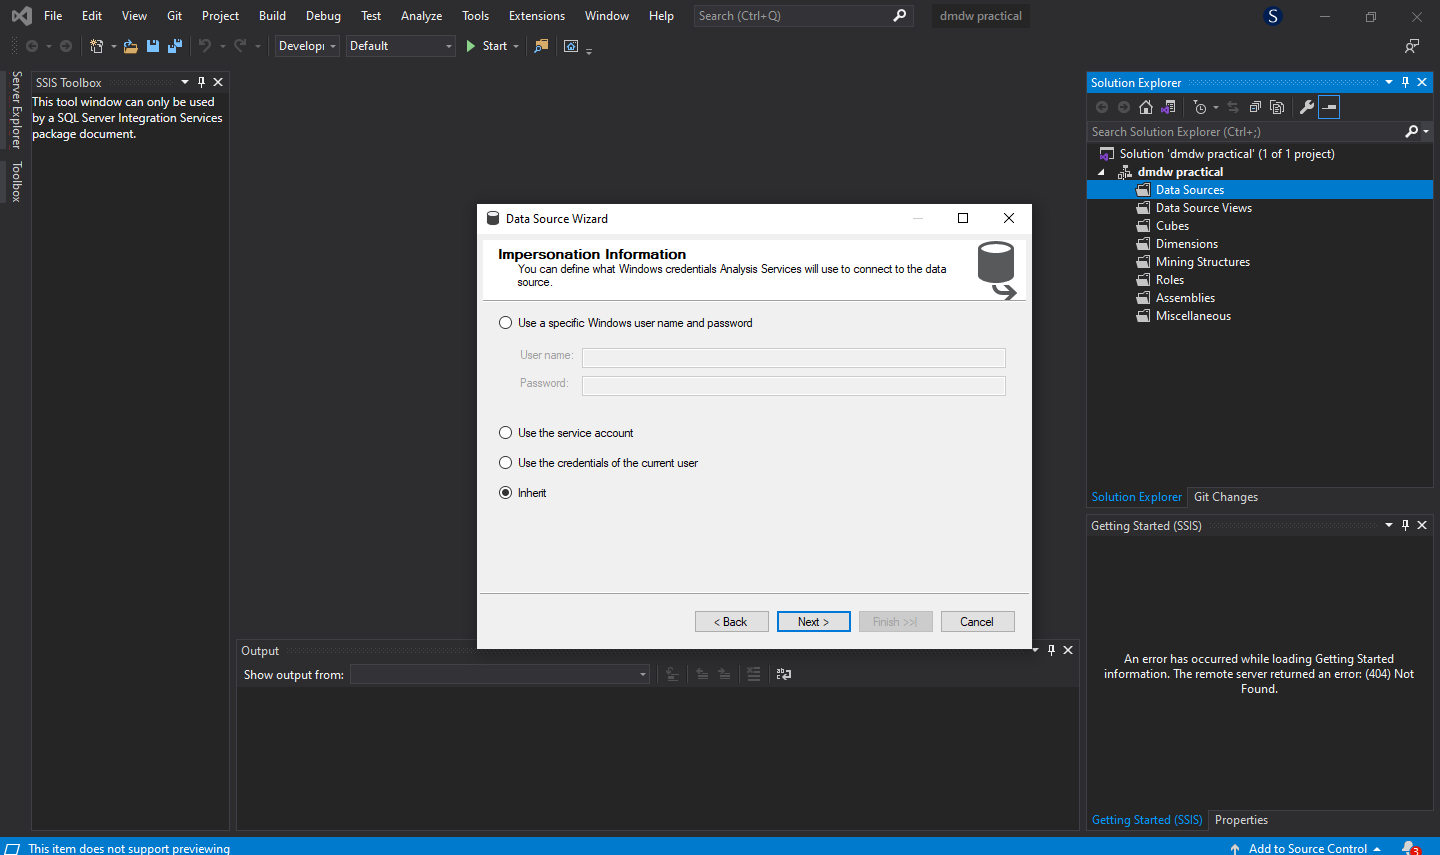 File Edit View Git Project Build Debug Test Analyze Tools Extensions Window Help Search (Ctrl+Q) dmdw practical S
Develop Default Start
Server Explorer
Toolbox
SSIS Toolbox
This tool window can only be used
by a SQL Server Integration Services
package document.
Data Source Wizard
Impersonation Information
You can define what Windows credentials Analysis Services will use to connect to the data
source.
Use a specific Windows user name and password
User name:
Password:
Use the service account
Use the credentials of the current user
Inherit
< Back Next > Finish >>| Cancel
Output
Show output from:
Solution Explorer
Search Solution Explorer (Ctrl+;)
Solution 'dmdw practical' (1 of 1 project)
dmdw practical
Data Sources
Data Source Views
Cubes
Dimensions
Mining Structures
Roles
Assemblies
Miscellaneous
Solution Explorer Git Changes
Getting Started (SSIS)
An error has occurred while loading Getting Started
information. The remote server returned an error: (404) Not
Found.
Getting Started (SSIS) Properties
This item does not support previewing Add to Source Control 3